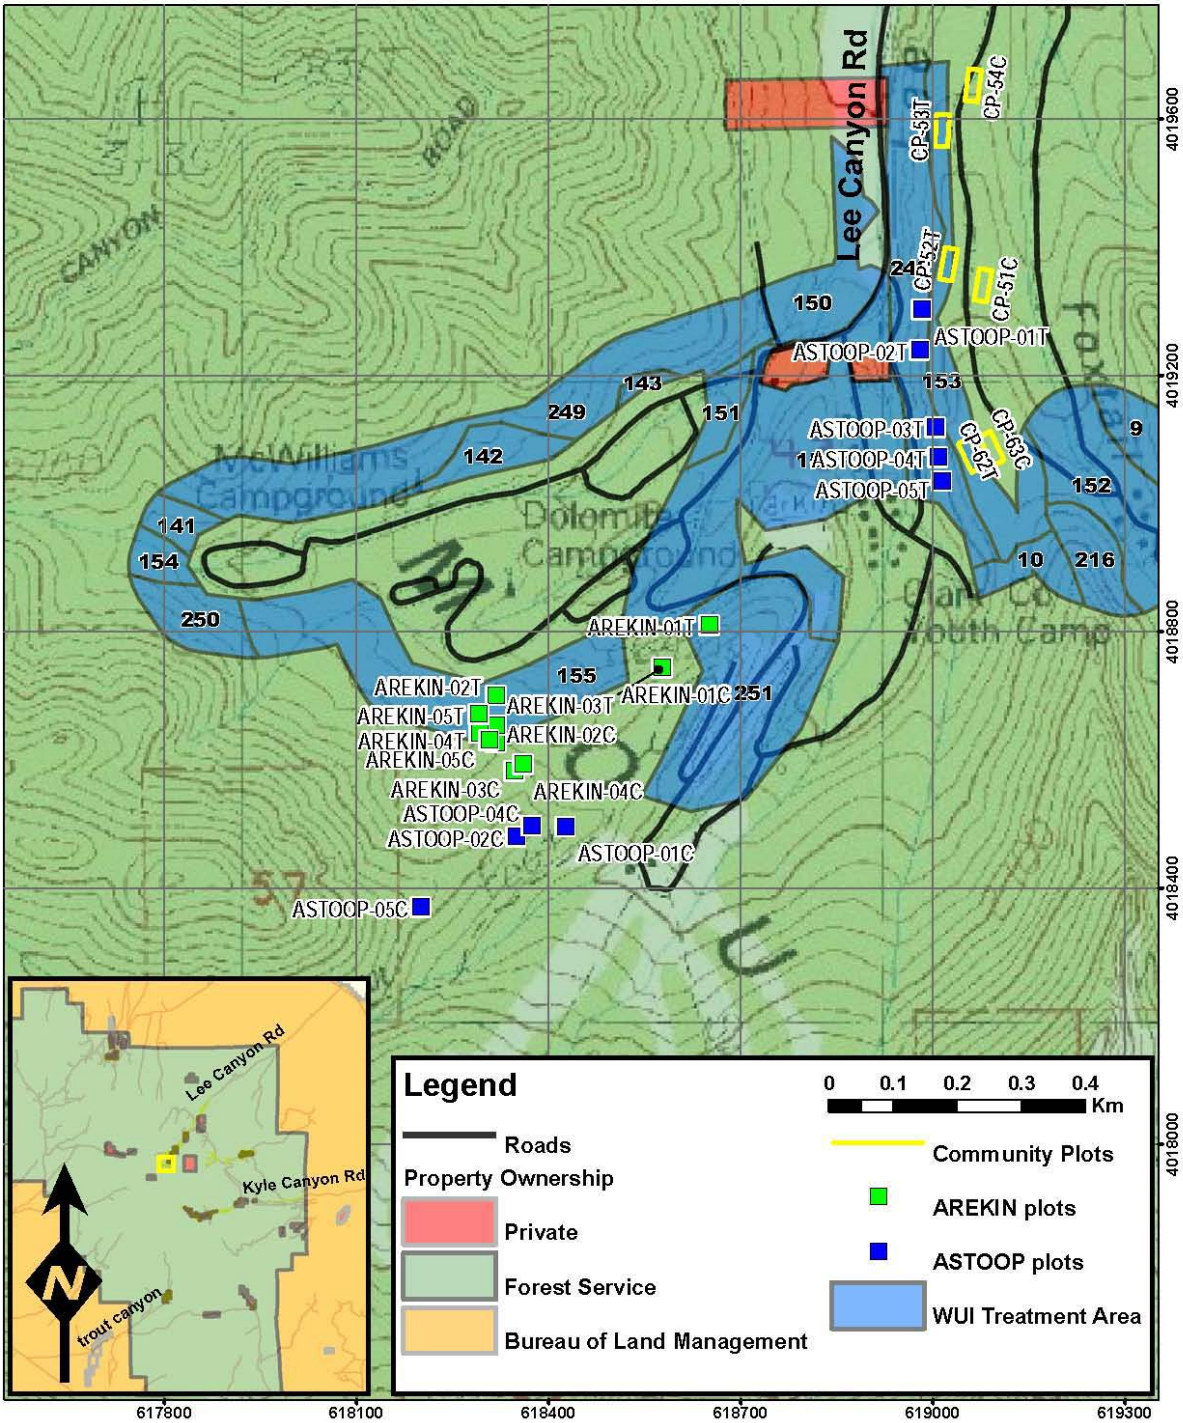 Lee Canyon Rd
CP-54C
CP-53T
4019600
ROAD
CANYON
CP-52T
CP-51C
150
ASTOOP-01T
ASTOOP-02T
4019200
153
143
249
151
9
ASTOOP-03T
142
McWilliams
Campground
ASTOOP-04T
CP-62T
CP-63C
ASTOOP-05T
152
141
Dolomite
Campground
154
10
216
250
Clark Co
Youth Camp
AREKIN-01T
4018800
155
AREKIN-02T
AREKIN-01C
251
AREKIN-03T
AREKIN-05T
AREKIN-02C
AREKIN-04T
AREKIN-05C
AREKIN-03C
AREKIN-04C
ASTOOP-04C
ASTOOP-02C
ASTOOP-01C
4018400
57
ASTOOP-05C
U
Lee Canyon Rd
Kyle Canyon Rd
trout canyon
N
Legend
Roads
Property Ownership
Private
Forest Service
Bureau of Land Management
0 0.1 0.2 0.3 0.4
Km
Community Plots
AREKIN plots
ASTOOP plots
WUI Treatment Area
4018000
617800 618100 618400 618700 619000 619300